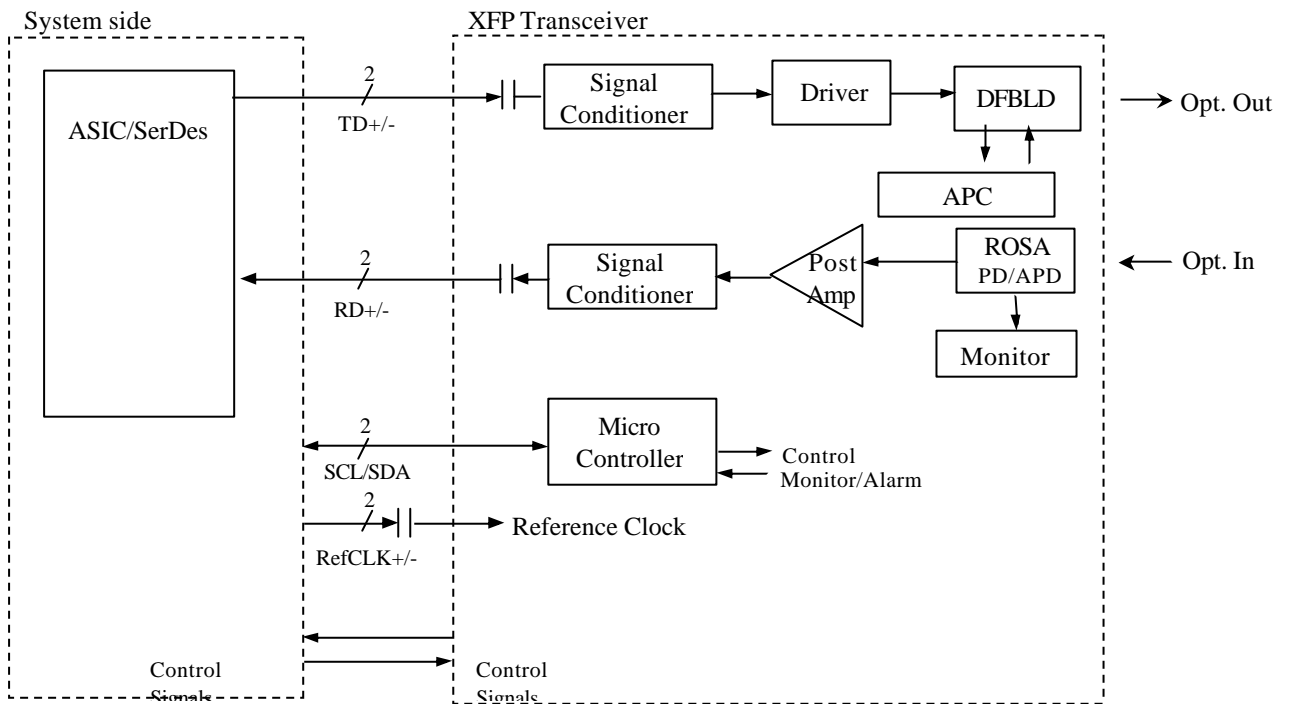 System side
XFP Transceiver
ASIC/SerDes
2
TD+/-
Signal
Conditioner
Driver
DFBLD
Opt. Out
APC
2
RD+/-
Signal
Conditioner
Post
Amp
ROSA
PD/APD
Opt. In
Monitor
2
SCL/SDA
Micro
Controller
Control
Monitor/Alarm
2
RefCLK+/-
Reference Clock
Control
Signals
Control
Signals